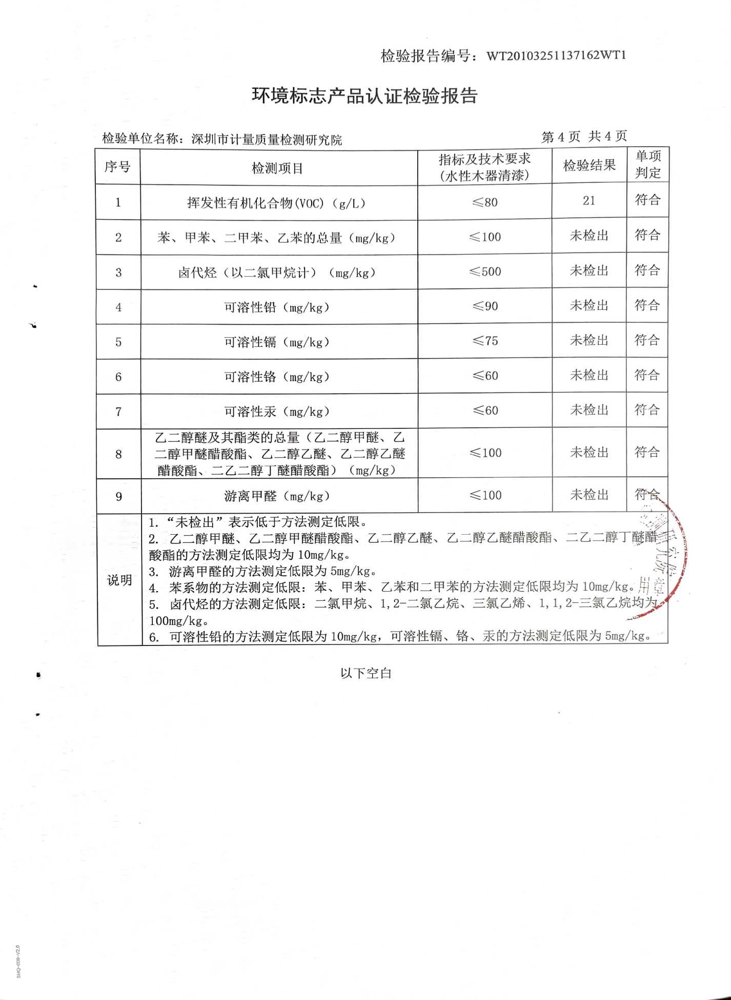 检验报告编号：WT20103251137162WT1
环境标志产品认证检验报告
检验单位名称：深圳市计量质量检测研究院 第4页 共4页
序号 检测项目 指标及技术要求 (水性木器清漆) 检验结果 单项判定
1 挥发性有机化合物(VOC)（g/L） ≤80 21 符合
2 苯、甲苯、二甲苯、乙苯的总量（mg/kg） ≤100 未检出 符合
3 卤代烃（以二氯甲烷计）（mg/kg） ≤500 未检出 符合
4 可溶性铅（mg/kg） ≤90 未检出 符合
5 可溶性镉（mg/kg） ≤75 未检出 符合
6 可溶性铬（mg/kg） ≤60 未检出 符合
7 可溶性汞（mg/kg） ≤60 未检出 符合
乙二醇醚及其酯类的总量（乙二醇甲醚、乙
8 二醇甲醚醋酸酯、乙二醇乙醚、乙二醇乙醚 ≤100 未检出 符合
醋酸酯、二乙二醇丁醚醋酸酯）（mg/kg）
9 游离甲醛（mg/kg） ≤100 未检出 符合
说明
1. “未检出”表示低于方法测定低限。
2. 乙二醇甲醚、乙二醇甲醚醋酸酯、乙二醇乙醚、乙二醇乙醚醋酸酯、二乙二醇丁醚醋
酸酯的方法测定低限均为10mg/kg。
3. 游离甲醛的方法测定低限为5mg/kg。
4. 苯系物的方法测定低限：苯、甲苯、乙苯和二甲苯的方法测定低限均为10mg/kg。
5. 卤代烃的方法测定低限：二氯甲烷、1,2-二氯乙烷、三氯乙烯、1,1,2-三氯乙烷均为
100mg/kg。
6. 可溶性铅的方法测定低限为10mg/kg，可溶性镉、铬、汞的方法测定低限为5mg/kg。
以下空白
SMQ-009-V2.0